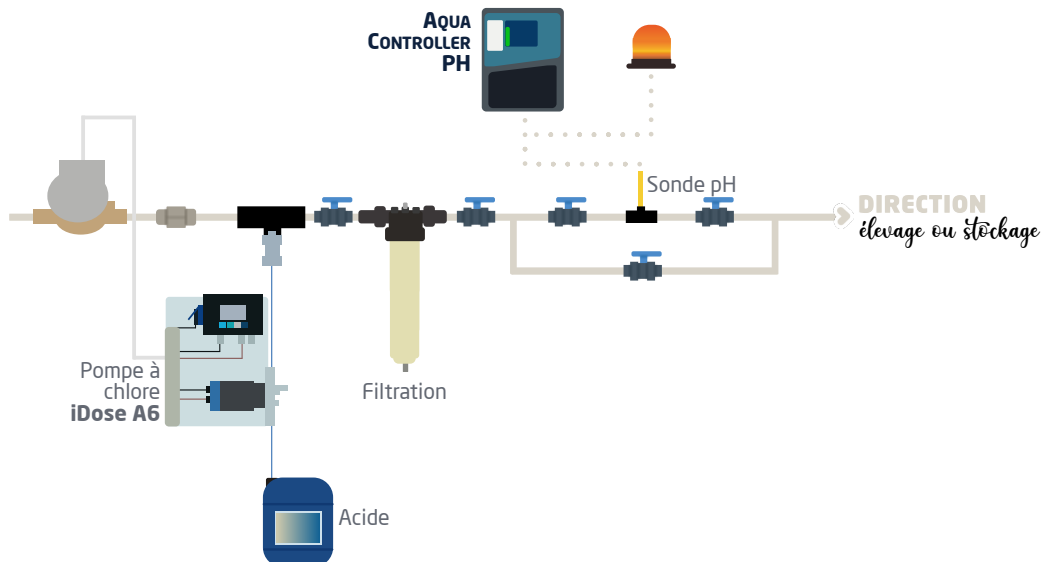 AQUA
CONTROLLER
PH
Sonde pH
DIRECTION
élevage ou stockage
Pompe à
chlore
iDose A6
Filtration
Acide